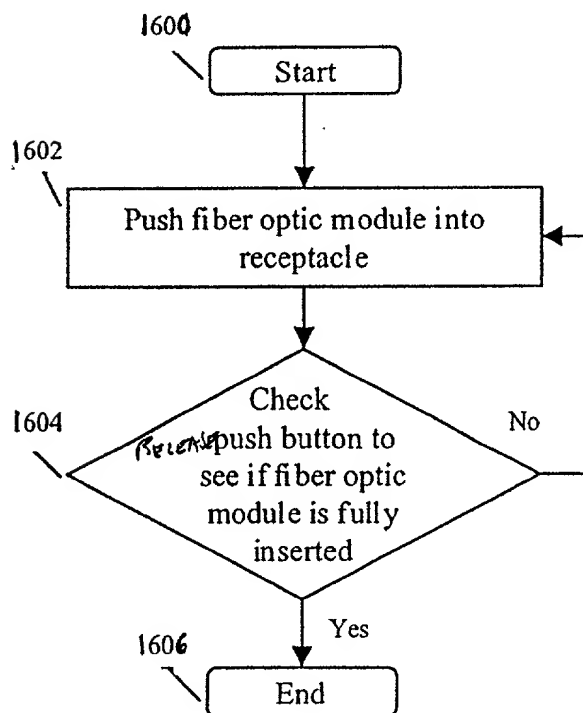 1600
Start
1602
Push fiber optic module into
receptacle
1604
Check
RELEASE push button to
see if fiber optic
module is fully
inserted
No
Yes
1606
End